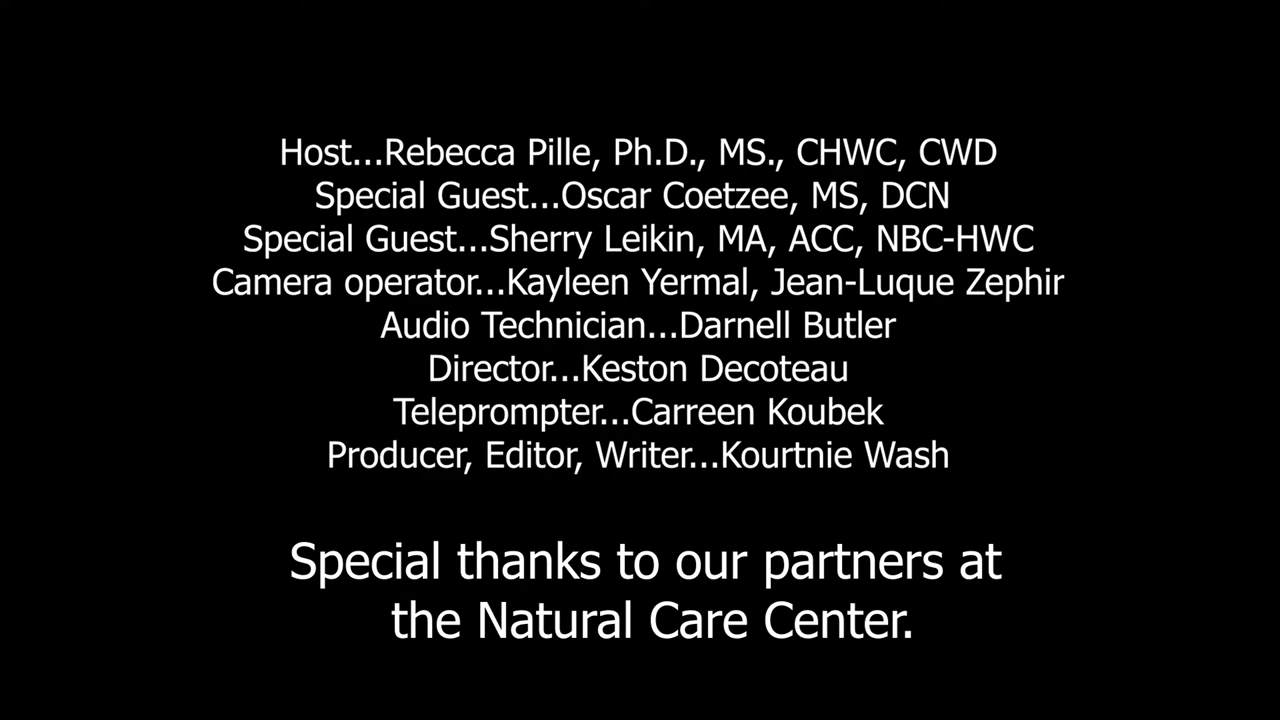 Host...Rebecca Pille, Ph.D., MS., CHWC, CWD
Special Guest...Oscar Coetzee, MS, DCN
Special Guest...Sherry Leikin, MA, ACC, NBC-HWC
Camera operator...Kayleen Yermal, Jean-Luque Zephir
Audio Technician...Darnell Butler
Director...Keston Decoteau
Teleprompter...Carreen Koubek
Producer, Editor, Writer...Kourtnie Wash
Special thanks to our partners at
the Natural Care Center.